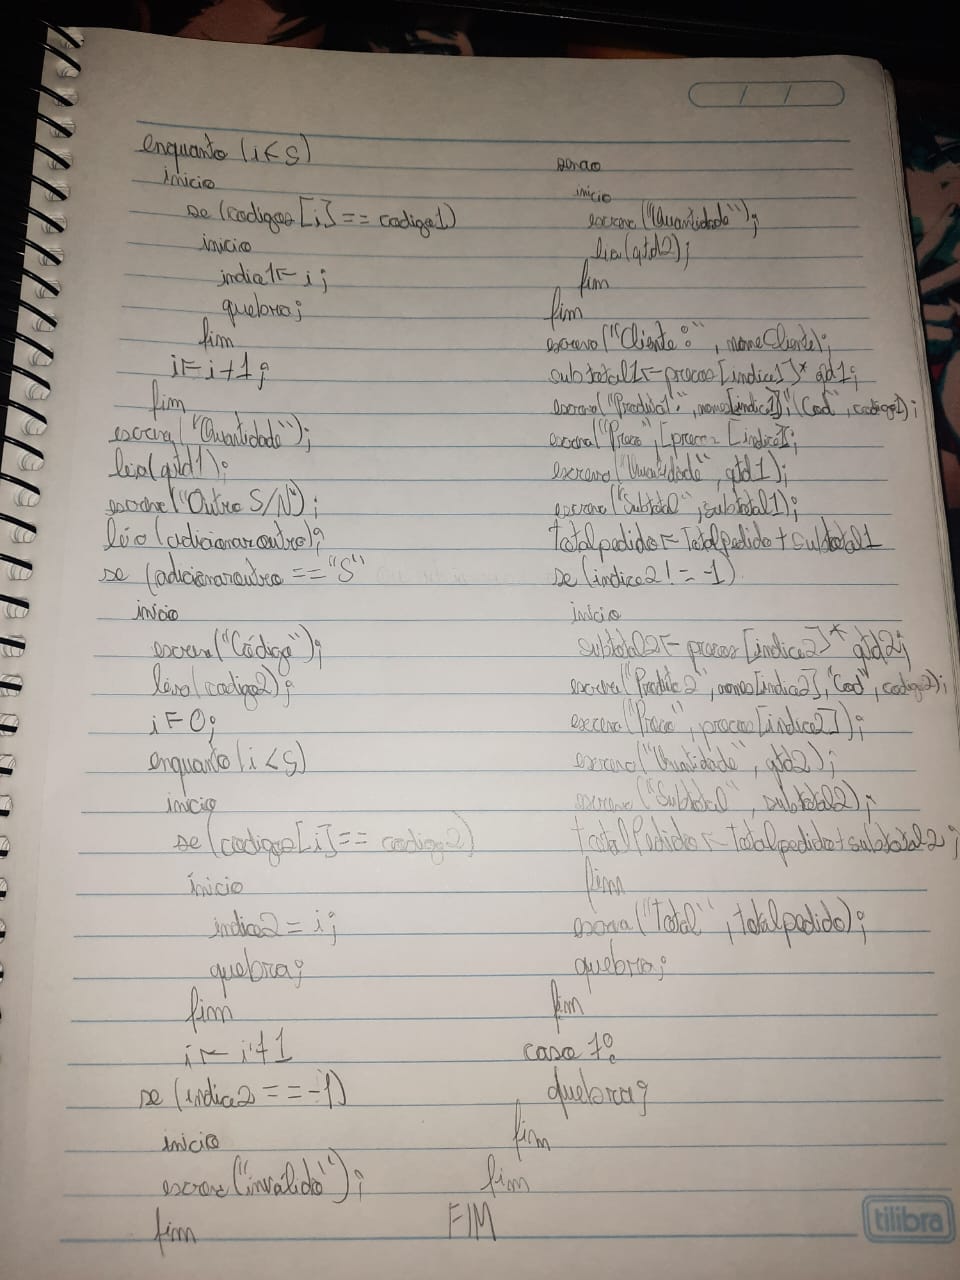 enquanto (i < 5)
inicio
se (codigos[i] == codigo1)
inicio
indice1 ← i;
quebra;
fim
i ← i+1;
fim
escreva("Quantidade");
leia(qtd1);
escreva("Outro S/N);
léia (adicionaroutro);
se (adicionaroutro == "S"
inicio
escreva("Código");
leia(codigo2);
i ← 0;
enquanto (i < 5)
inicio
se (codigos[i] == codigo2)
inicio
indice2 = i;
quebra;
fim
i ← i+1
se (indice2 == -1)
inicio
escreva("inválido");
fim
senao
inicio
escreva("Quantidade");
leia(qtd2);
fim
fim
escreva("Cliente:", nomeCliente);
subtotal1 ← precos[indice1]* qtd1;
escreva("Produto1:", nomes[indice1],"(Cod", codigo1);
escreva("Preco", [precos [indice1];
escreva("Quantidade", qtd1);
escreva("Subtotal", subtotal1);
totalpedido ← Totalpedido + subtotal1
se (indice2 != -1)
inicio
subtotal2 ← precos[indice2]* qtd2;
escreva("Produto2", nomes[indice2], "Cod", codigo2);
escreva("Preco", precos[indice2]);
escreva("Quantidade", qtd2);
escreva("Subtotal", subtotal2);
totalPedido ← totalpedido+subtotal2;
fim
escreva("Total", totalpedido);
quebra;
fim
caso 7:
quebra;
fim
fim
FIM
tilibra